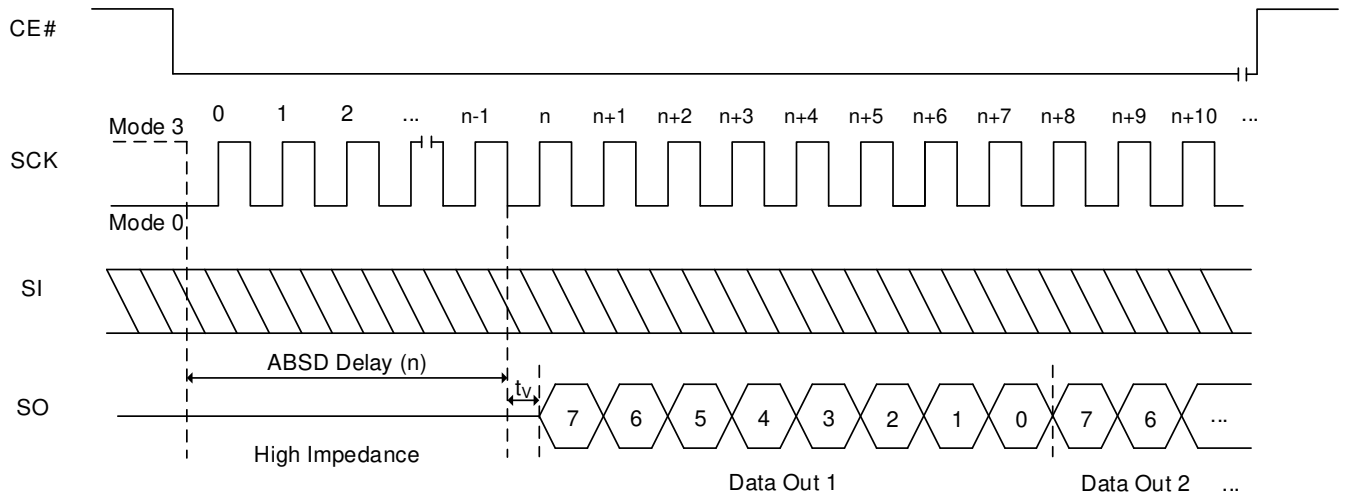 CE#
0 1 2 ... n-1 n n+1 n+2 n+3 n+4 n+5 n+6 n+7 n+8 n+9 n+10 ...
Mode 3
SCK
Mode 0
SI
ABSD Delay (n)
tV
SO
7 6 5 4 3 2 1 0 7 6 ...
High Impedance
Data Out 1 Data Out 2 ...